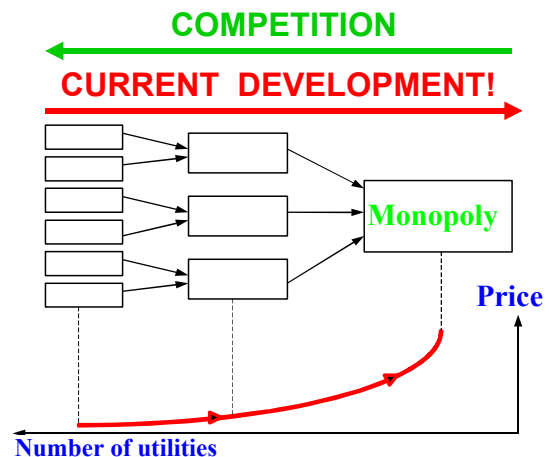 COMPETITION
CURRENT DEVELOPMENT!
Monopoly
Price
Number of utilities